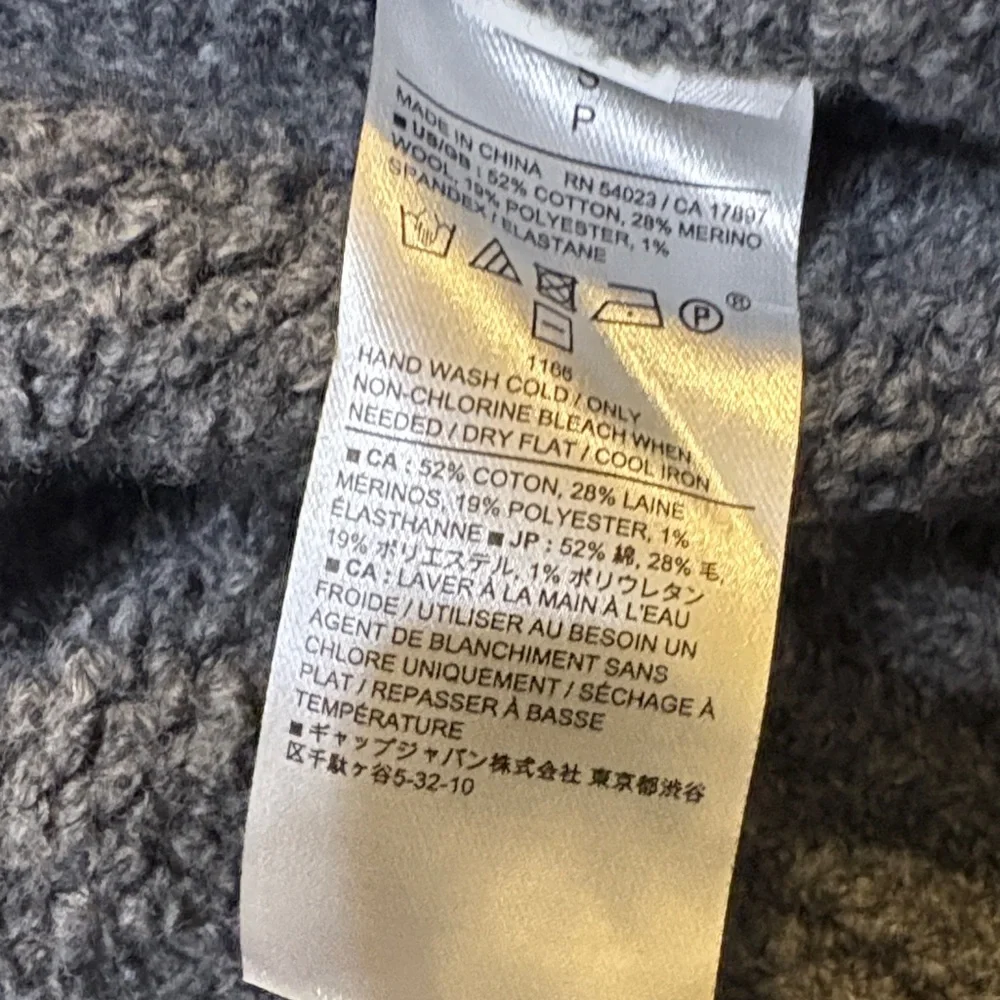 S
P
MADE IN CHINA RN 54023 / CA 17897
■ US/GB : 52% COTTON, 28% MERINO
WOOL, 19% POLYESTER, 1%
SPANDEX / ELASTANE
P ®
1166
HAND WASH COLD / ONLY
NON-CHLORINE BLEACH WHEN
NEEDED / DRY FLAT / COOL IRON
■ CA : 52% COTON, 28% LAINE
MÉRINOS, 19% POLYESTER, 1%
ÉLASTHANNE ■ JP : 52% 綿, 28% 毛,
19% ポリエステル, 1% ポリウレタン
■ CA : LAVER À LA MAIN À L'EAU
FROIDE / UTILISER AU BESOIN UN
AGENT DE BLANCHIMENT SANS
CHLORE UNIQUEMENT / SÉCHAGE À
PLAT / REPASSER À BASSE
TEMPÉRATURE
■ ギャップジャパン株式会社 東京都渋谷
区千駄ヶ谷5-32-10